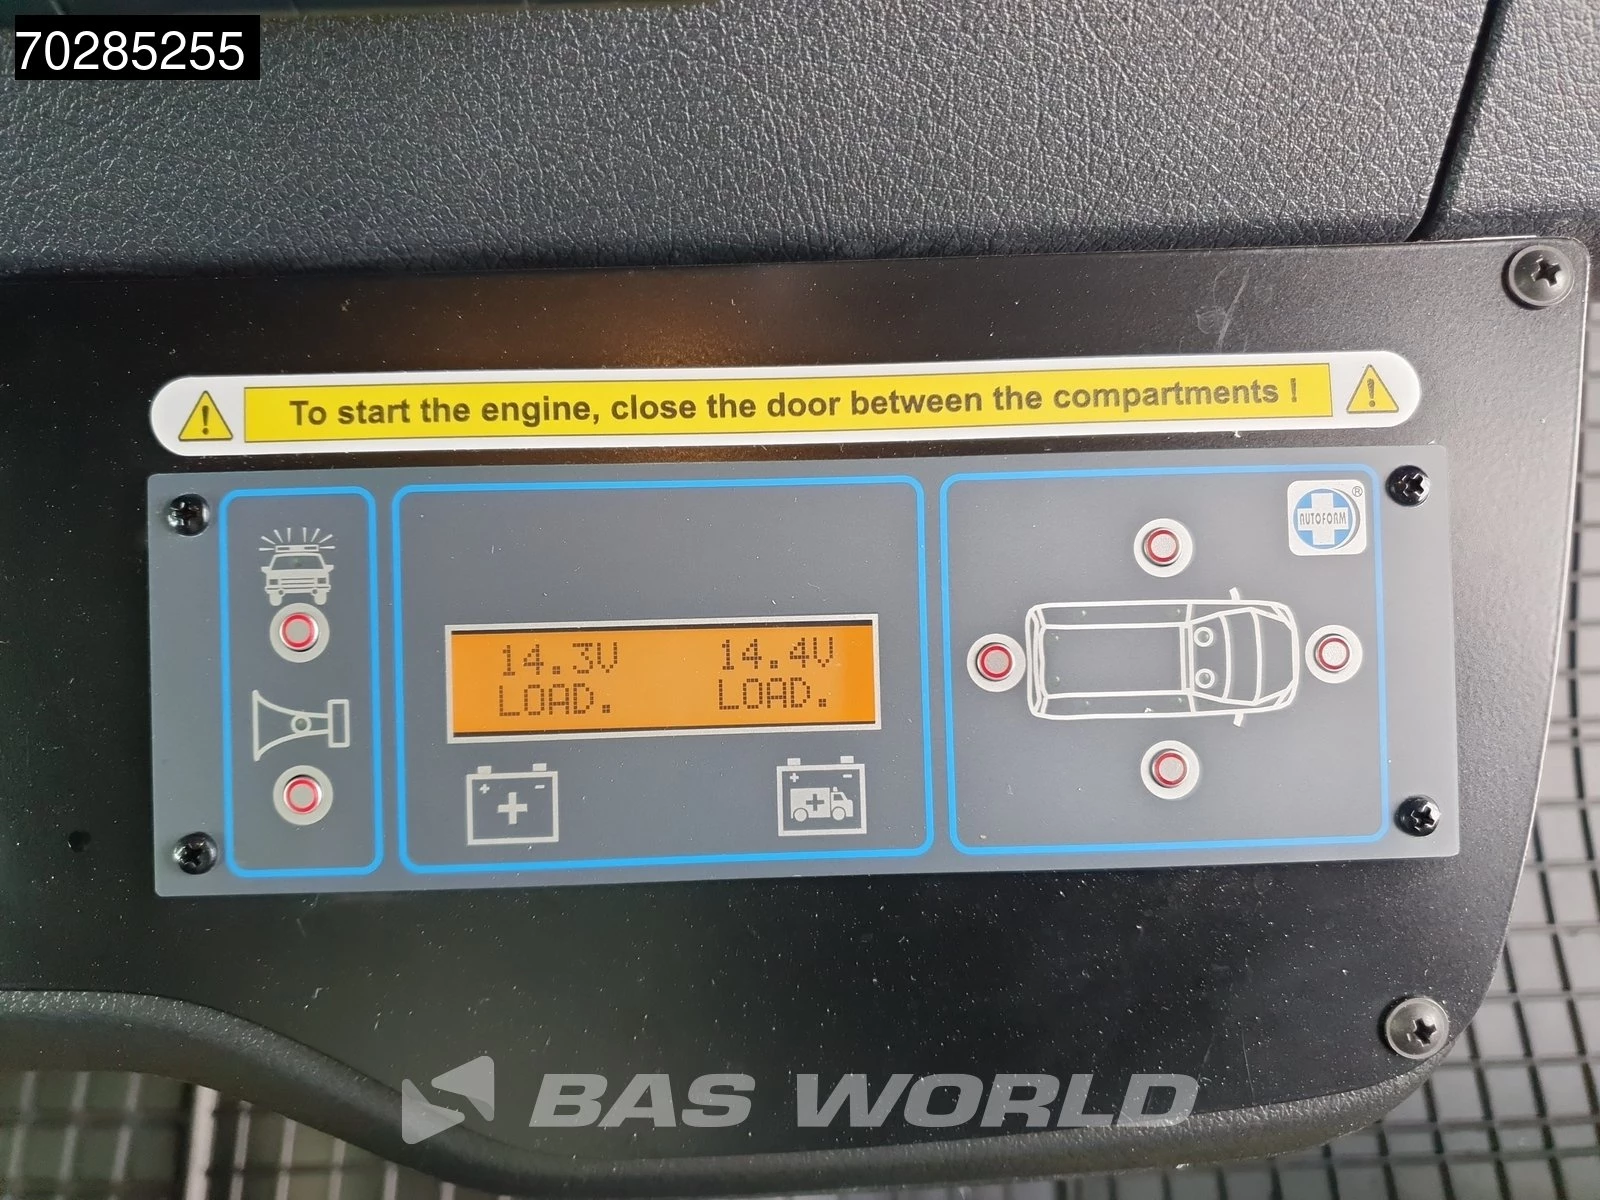 70285255
To start the engine, close the door between the compartments !
AUTOFORM ®
14.3V 14.4V
LOAD. LOAD.
BAS WORLD